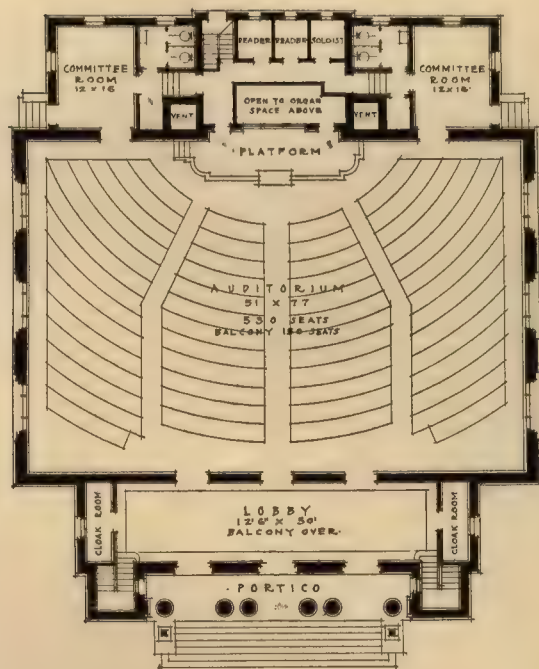 READER
READER
SOLOIST
COMMITTEE
ROOM
12 x 16
COMMITTEE
ROOM
12 x 16
OPEN TO ORGAN
SPACE ABOVE
VENT
VENT
PLATFORM
AUDITORIUM
51 x 77
530 SEATS
BALCONY 180 SEATS
LOBBY
12'6" x 50'
BALCONY OVER.
CLOAK ROOM
CLOAK ROOM
·PORTICO